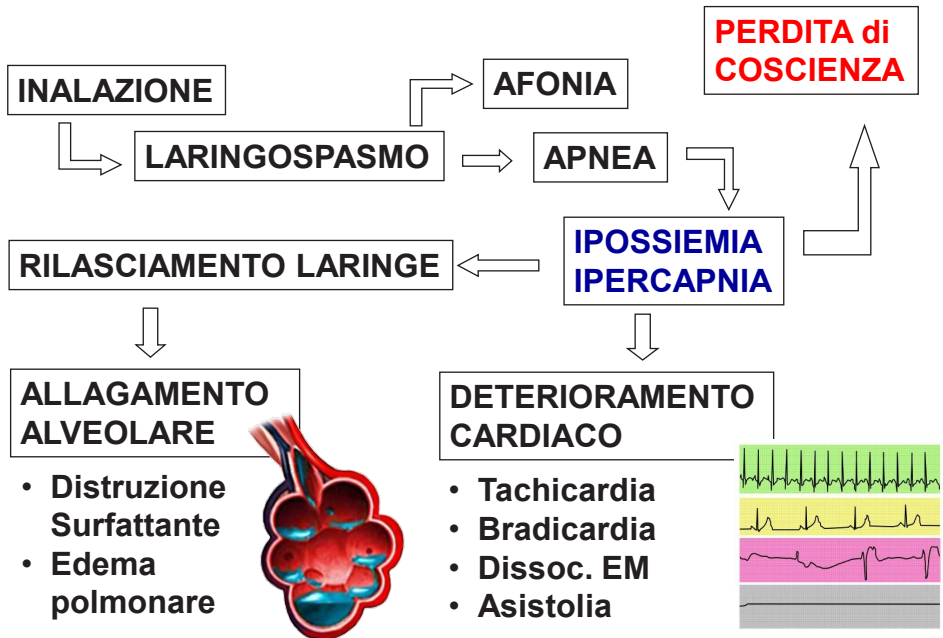 INALAZIONE
LARINGOSPASMO
AFONIA
APNEA
PERDITA di
COSCIENZA
IPOSSIEMIA
IPERCAPNIA
RILASCIAMENTO LARINGE
ALLAGAMENTO
ALVEOLARE
• Distruzione
Surfattante
• Edema
polmonare
DETERIORAMENTO
CARDIACO
• Tachicardia
• Bradicardia
• Dissoc. EM
• Asistolia